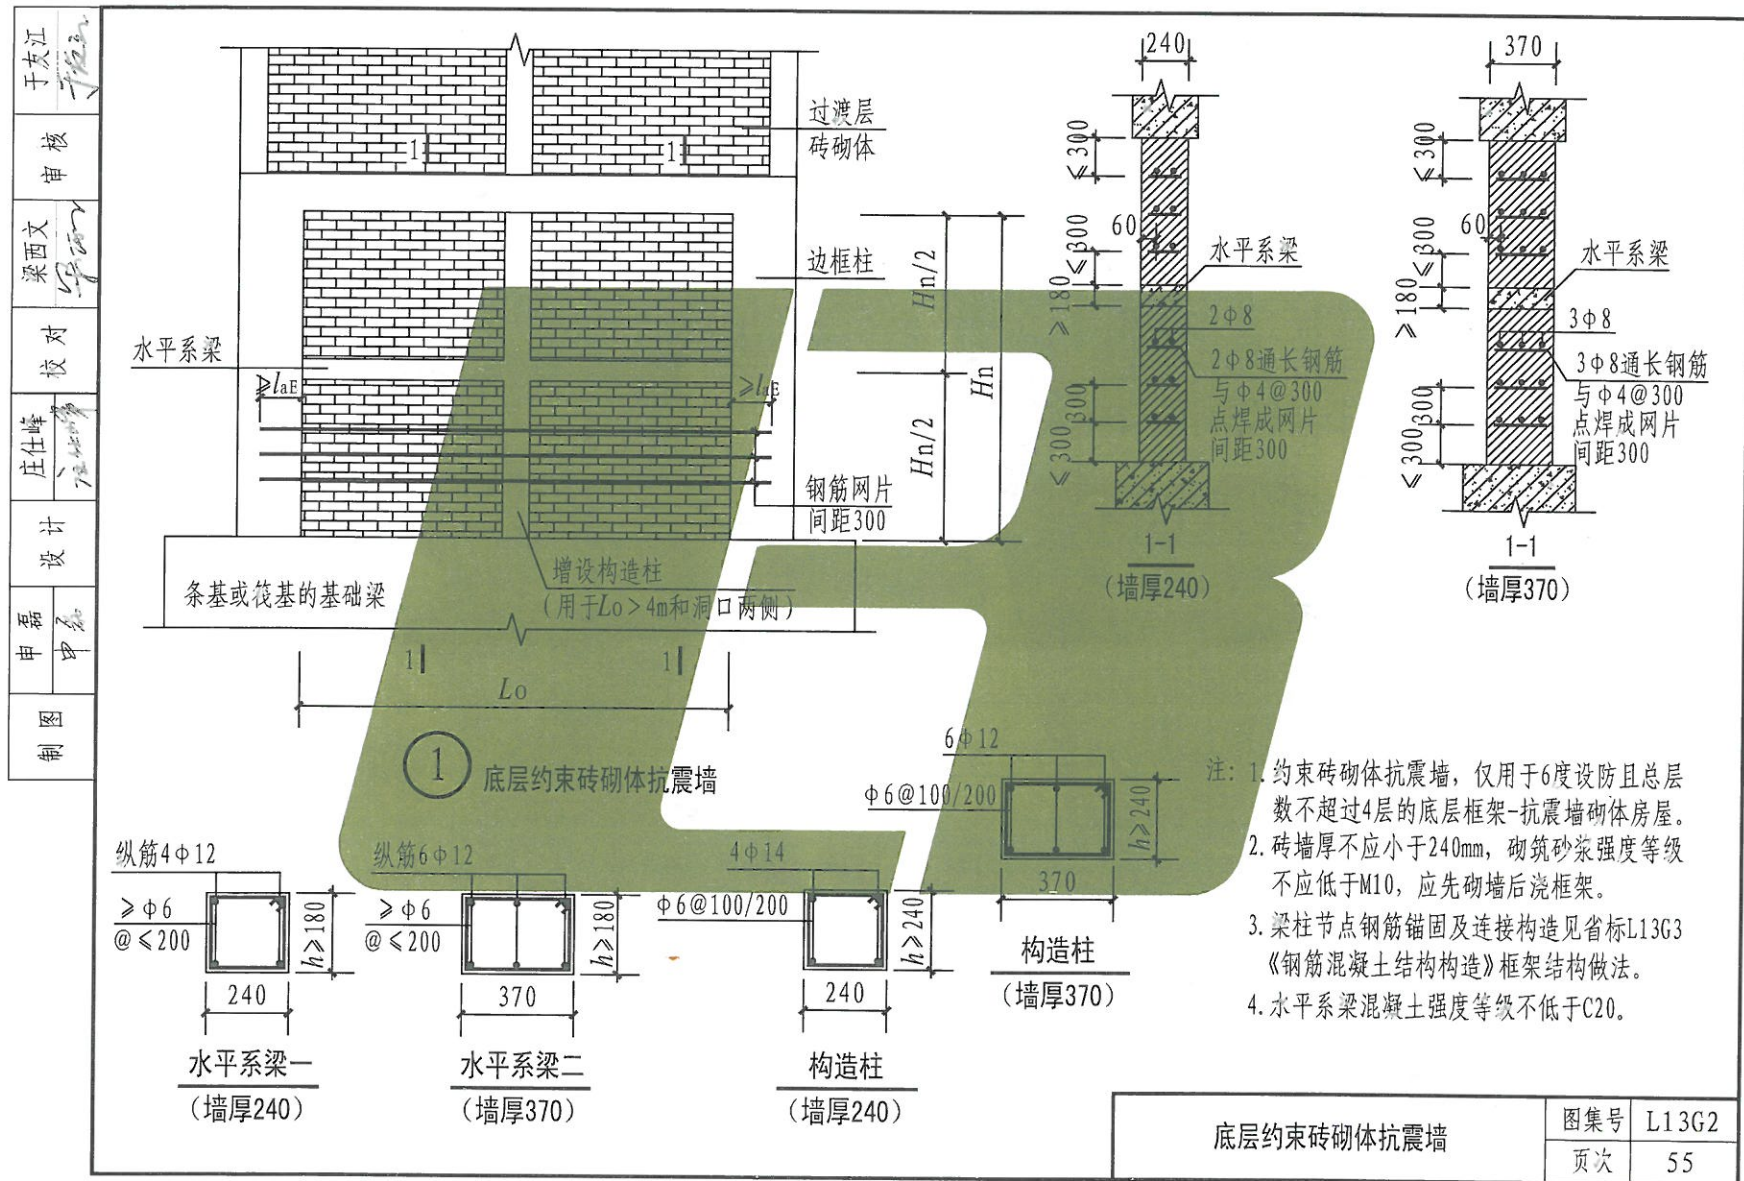 于友江
审核
梁西文
校对
庄仕峰
设计
申磊
制图
1
1
过渡层
砖砌体
边框柱
水平系梁
≥laE
≥laE
钢筋网片
间距300
增设构造柱
(用于Lo>4m和洞口两侧)
条基或筏基的基础梁
1
1
Lo
Hn/2
Hn/2
Hn
1 底层约束砖砌体抗震墙
240
≤300
60
≤300
≥180
水平系梁
2Φ8
2Φ8通长钢筋
与Φ4@300
点焊成网片
间距300
300
≤300
1-1
(墙厚240)
370
≤300
60
≤300
≥180
水平系梁
3Φ8
3Φ8通长钢筋
与Φ4@300
点焊成网片
间距300
300
≤300
1-1
(墙厚370)
纵筋4Φ12
≥Φ6
@≤200
h≥180
240
水平系梁一
(墙厚240)
纵筋6Φ12
≥Φ6
@≤200
h≥180
370
水平系梁二
(墙厚370)
4Φ14
Φ6@100/200
h≥240
240
构造柱
(墙厚240)
6Φ12
Φ6@100/200
h≥240
370
构造柱
(墙厚370)
注: 1. 约束砖砌体抗震墙, 仅用于6度设防且总层
数不超过4层的底层框架-抗震墙砌体房屋。
2. 砖墙厚不应小于240mm, 砌筑砂浆强度等级
不应低于M10, 应先砌墙后浇框架。
3. 梁柱节点钢筋锚固及连接构造见省标L13G3
《钢筋混凝土结构构造》框架结构做法。
4. 水平系梁混凝土强度等级不低于C20。
底层约束砖砌体抗震墙
图集号 L13G2
页次 55